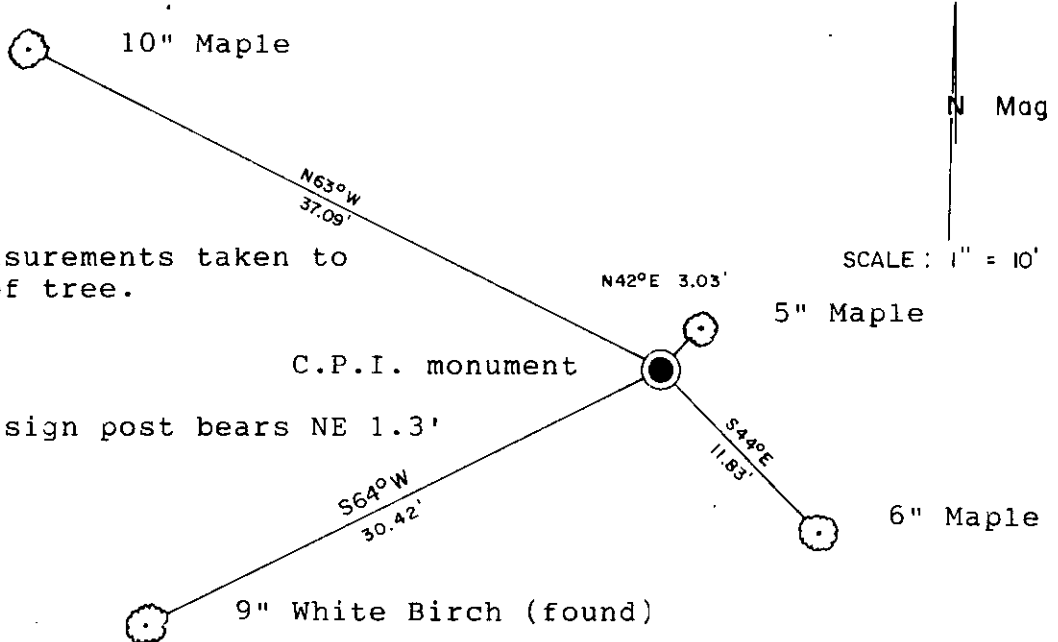 10" Maple
N Mag
N63°W
37.09'
surements taken to
f tree.
SCALE: 1" = 10'
N42°E 3.03'
5" Maple
C.P.I. monument
sign post bears NE 1.3'
S44°E
11.83'
S64°W
30.42'
6" Maple
9" White Birch (found)